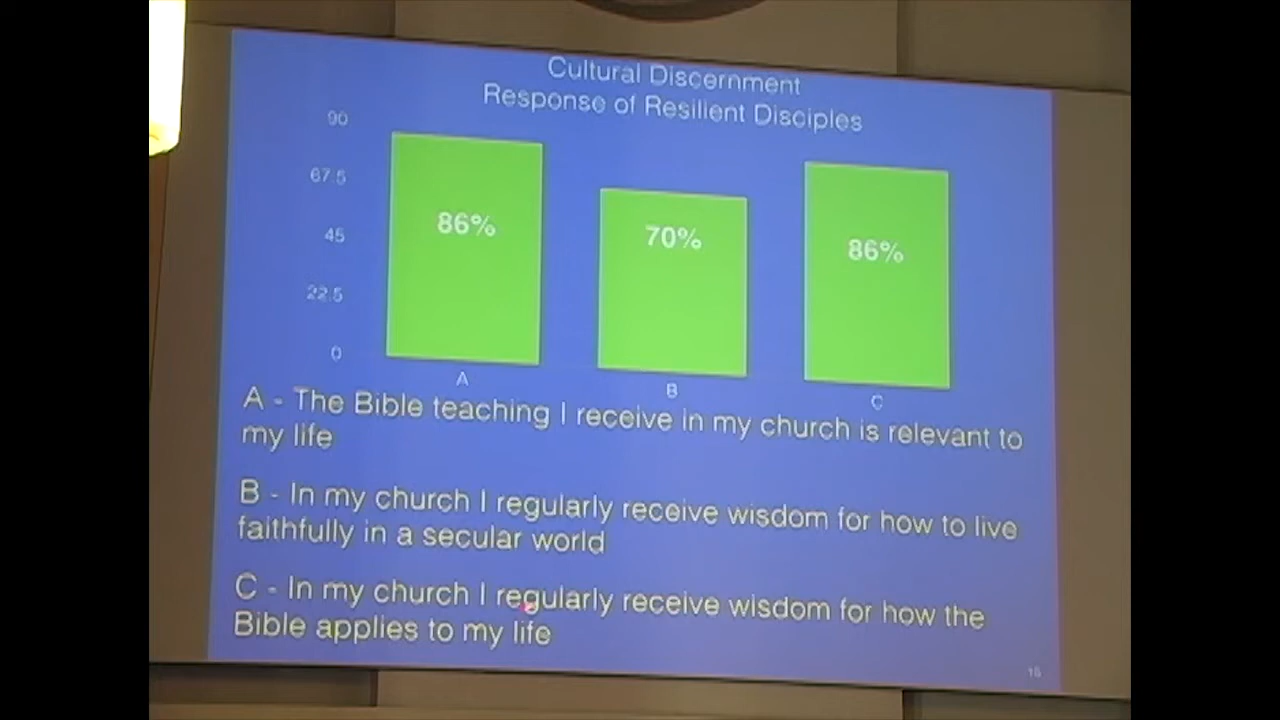 Cultural Discernment
Response of Resilient Disciples
90
67.5
45
22.5
0
86%
70%
86%
A
B
C
A - The Bible teaching I receive in my church is relevant to
my life
B - In my church I regularly receive wisdom for how to live
faithfully in a secular world
C - In my church I regularly receive wisdom for how the
Bible applies to my life
16